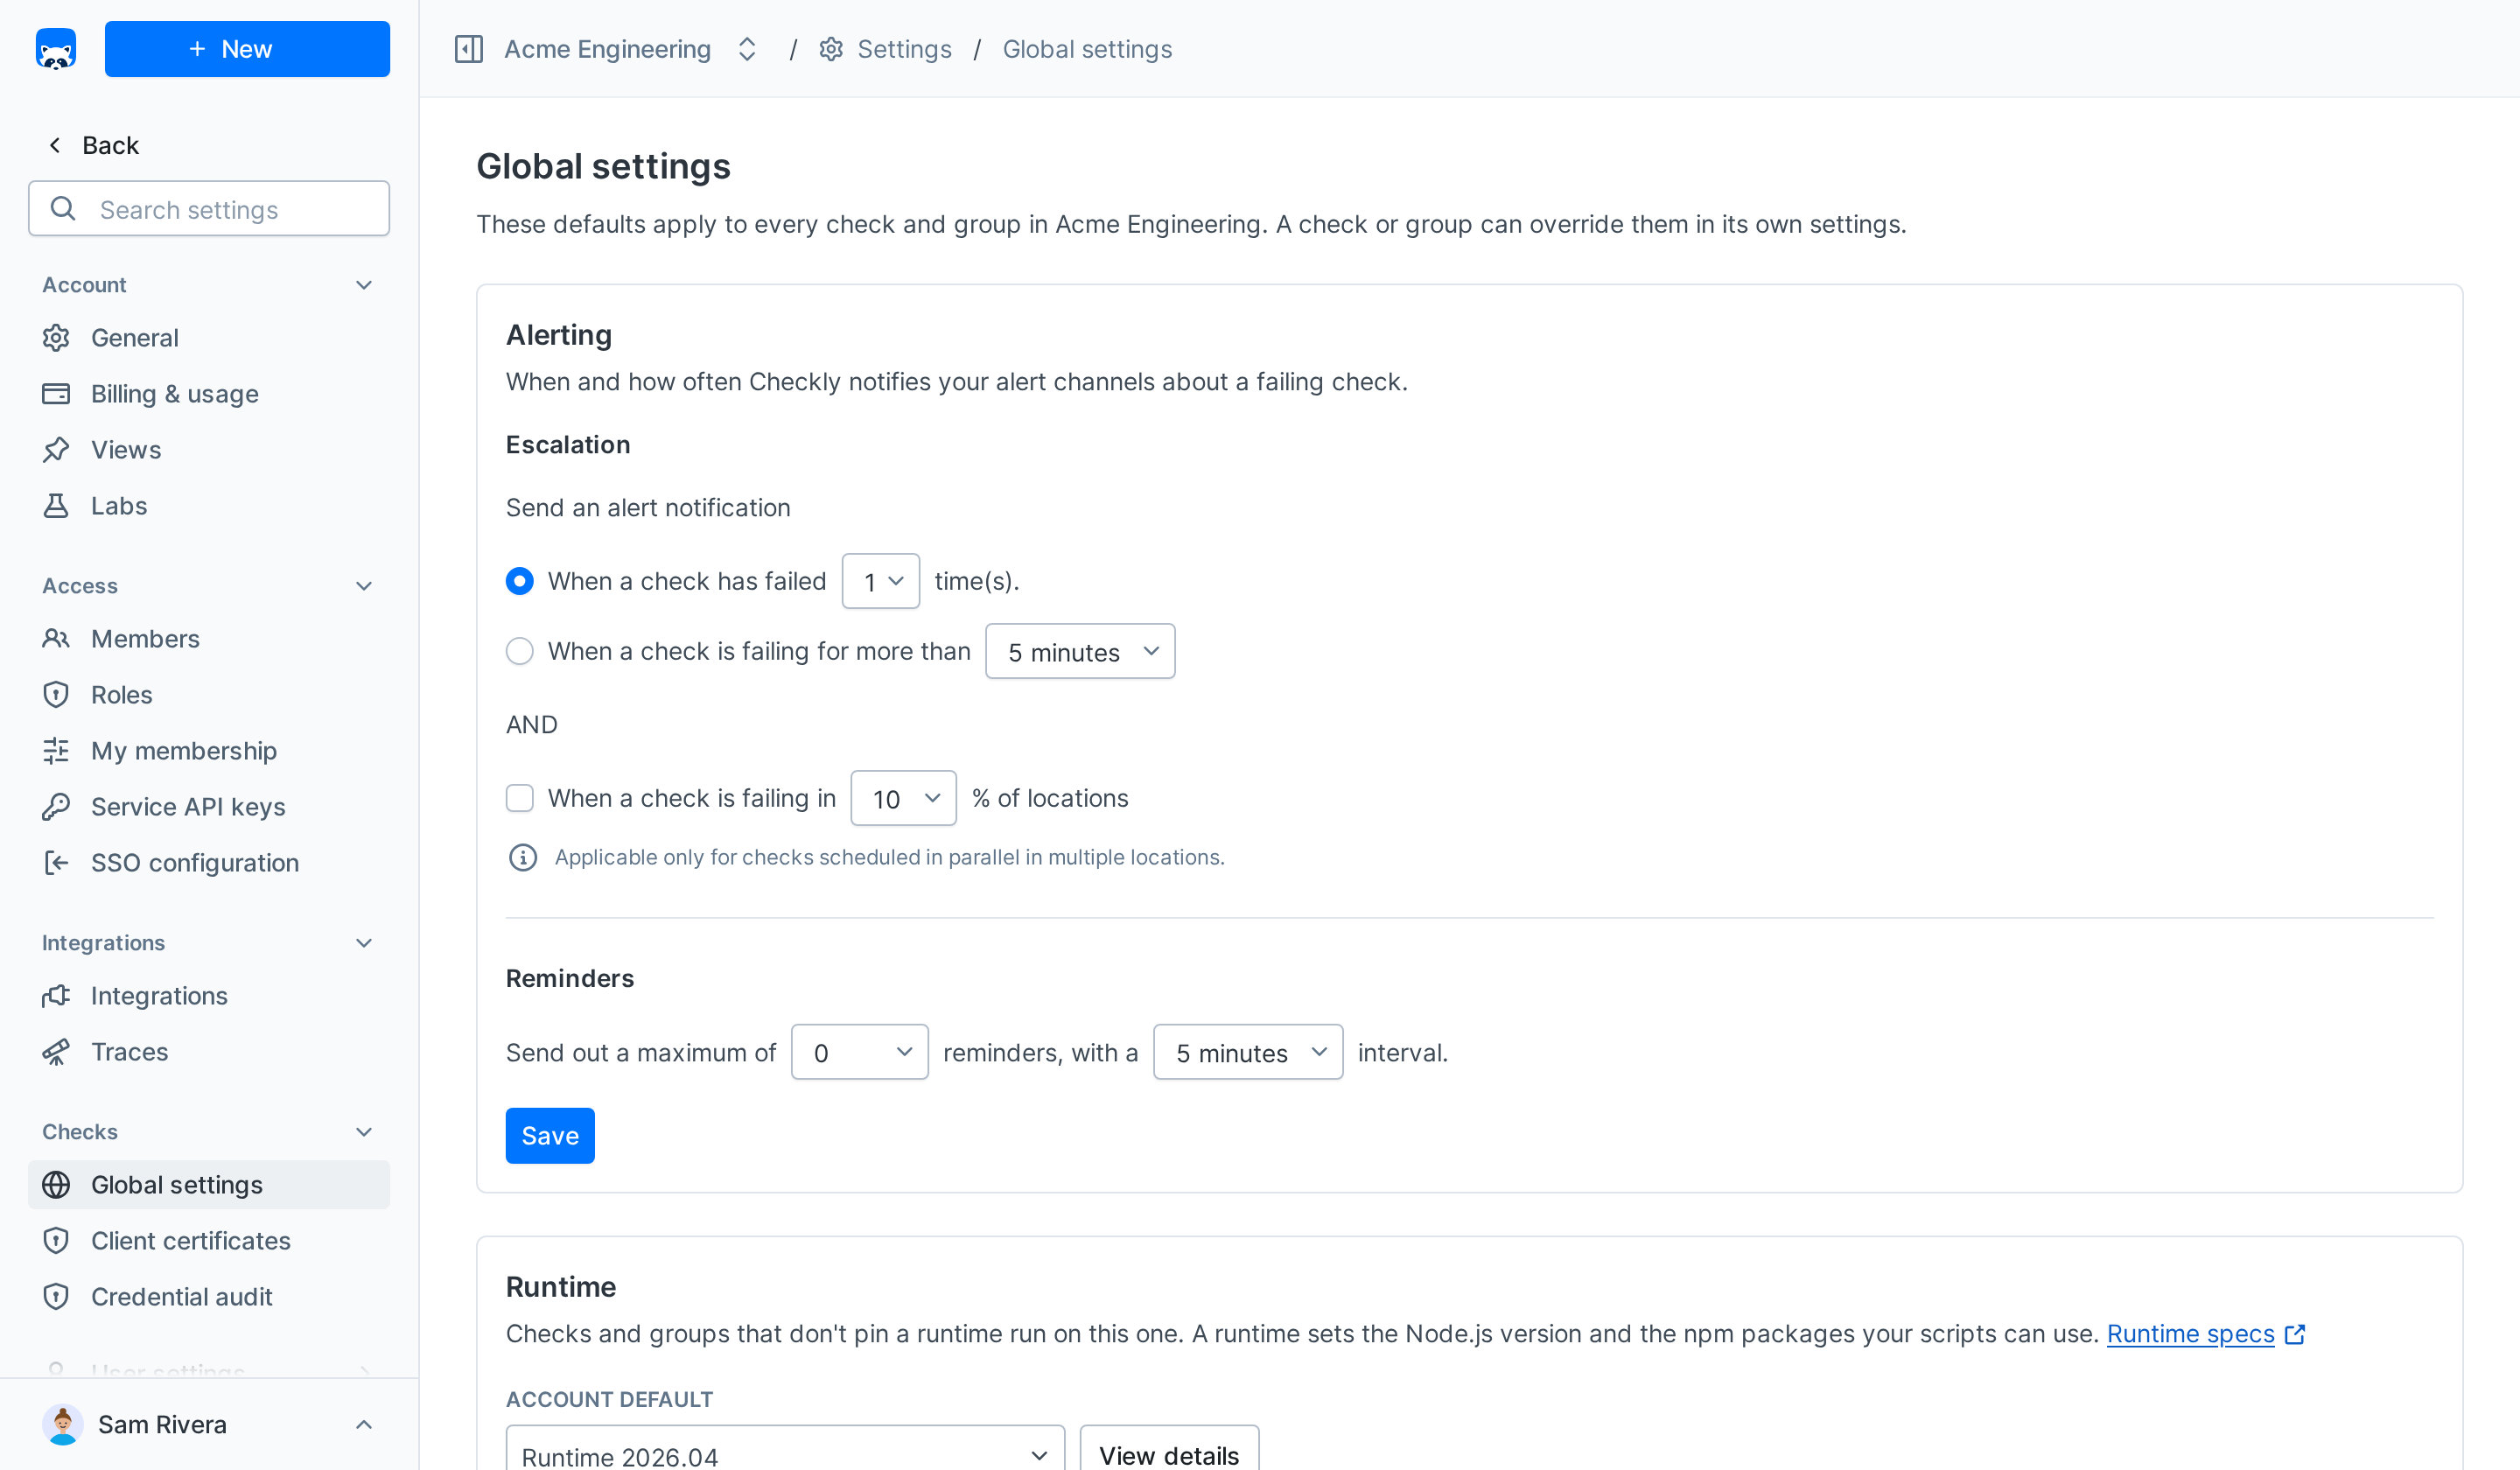 New
Acme Engineering / Settings / Global settings
Back
Search settings
Account
General
Billing & usage
Views
Labs
Access
Members
Roles
My membership
Service API keys
SSO configuration
Integrations
Integrations
Traces
Checks
Global settings
Client certificates
Credential audit
User settings
Sam Rivera
Global settings
These defaults apply to every check and group in Acme Engineering. A check or group can override them in its own settings.
Alerting
When and how often Checkly notifies your alert channels about a failing check.
Escalation
Send an alert notification
When a check has failed 1 time(s).
When a check is failing for more than 5 minutes
AND
When a check is failing in 10 % of locations
Applicable only for checks scheduled in parallel in multiple locations.
Reminders
Send out a maximum of 0 reminders, with a 5 minutes interval.
Save
Runtime
Checks and groups that don't pin a runtime run on this one. A runtime sets the Node.js version and the npm packages your scripts can use. Runtime specs
ACCOUNT DEFAULT
Runtime 2026.04
View details